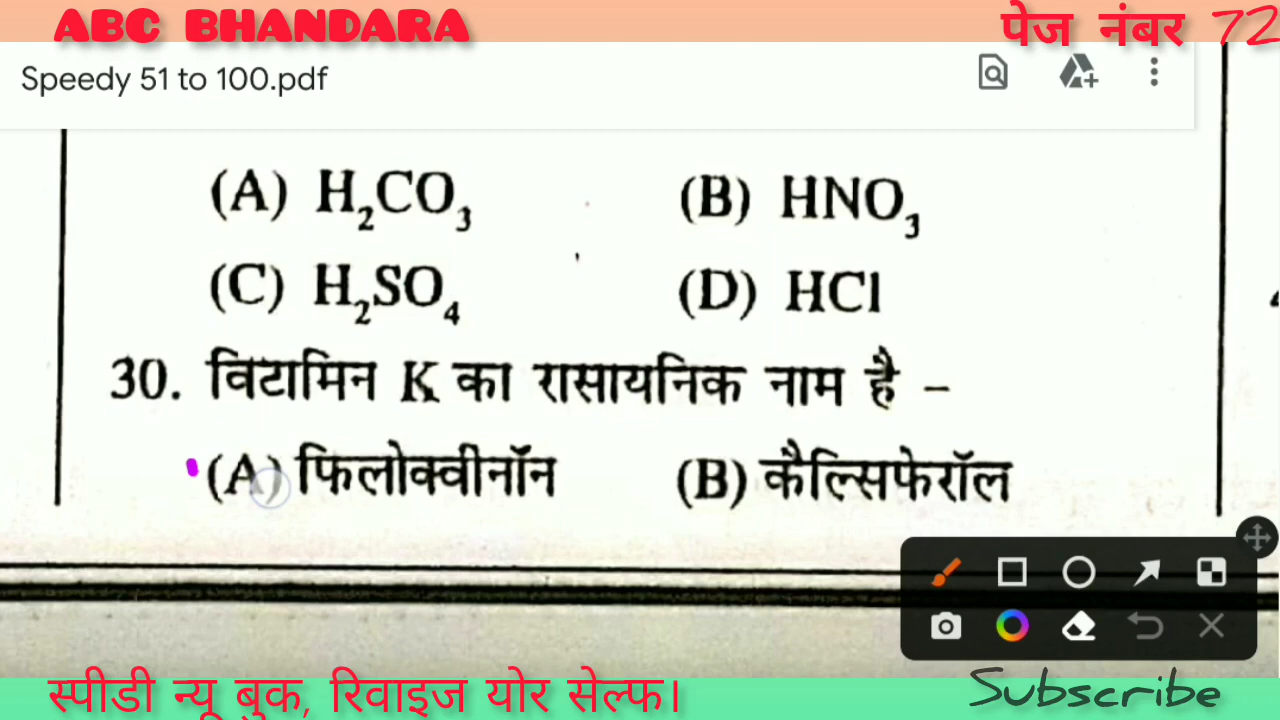 ABC BHANDARA
पेज नंबर 72
Speedy 51 to 100.pdf
(A) H₂CO₃ (B) HNO₃
(C) H₂SO₄ (D) HCl
30. विटामिन K का रासायनिक नाम है –
(A) फिलोक्वीनॉन (B) कैल्सिफेरॉल
स्पीडी न्यू बुक, रिवाइज योर सेल्फ।
Subscribe